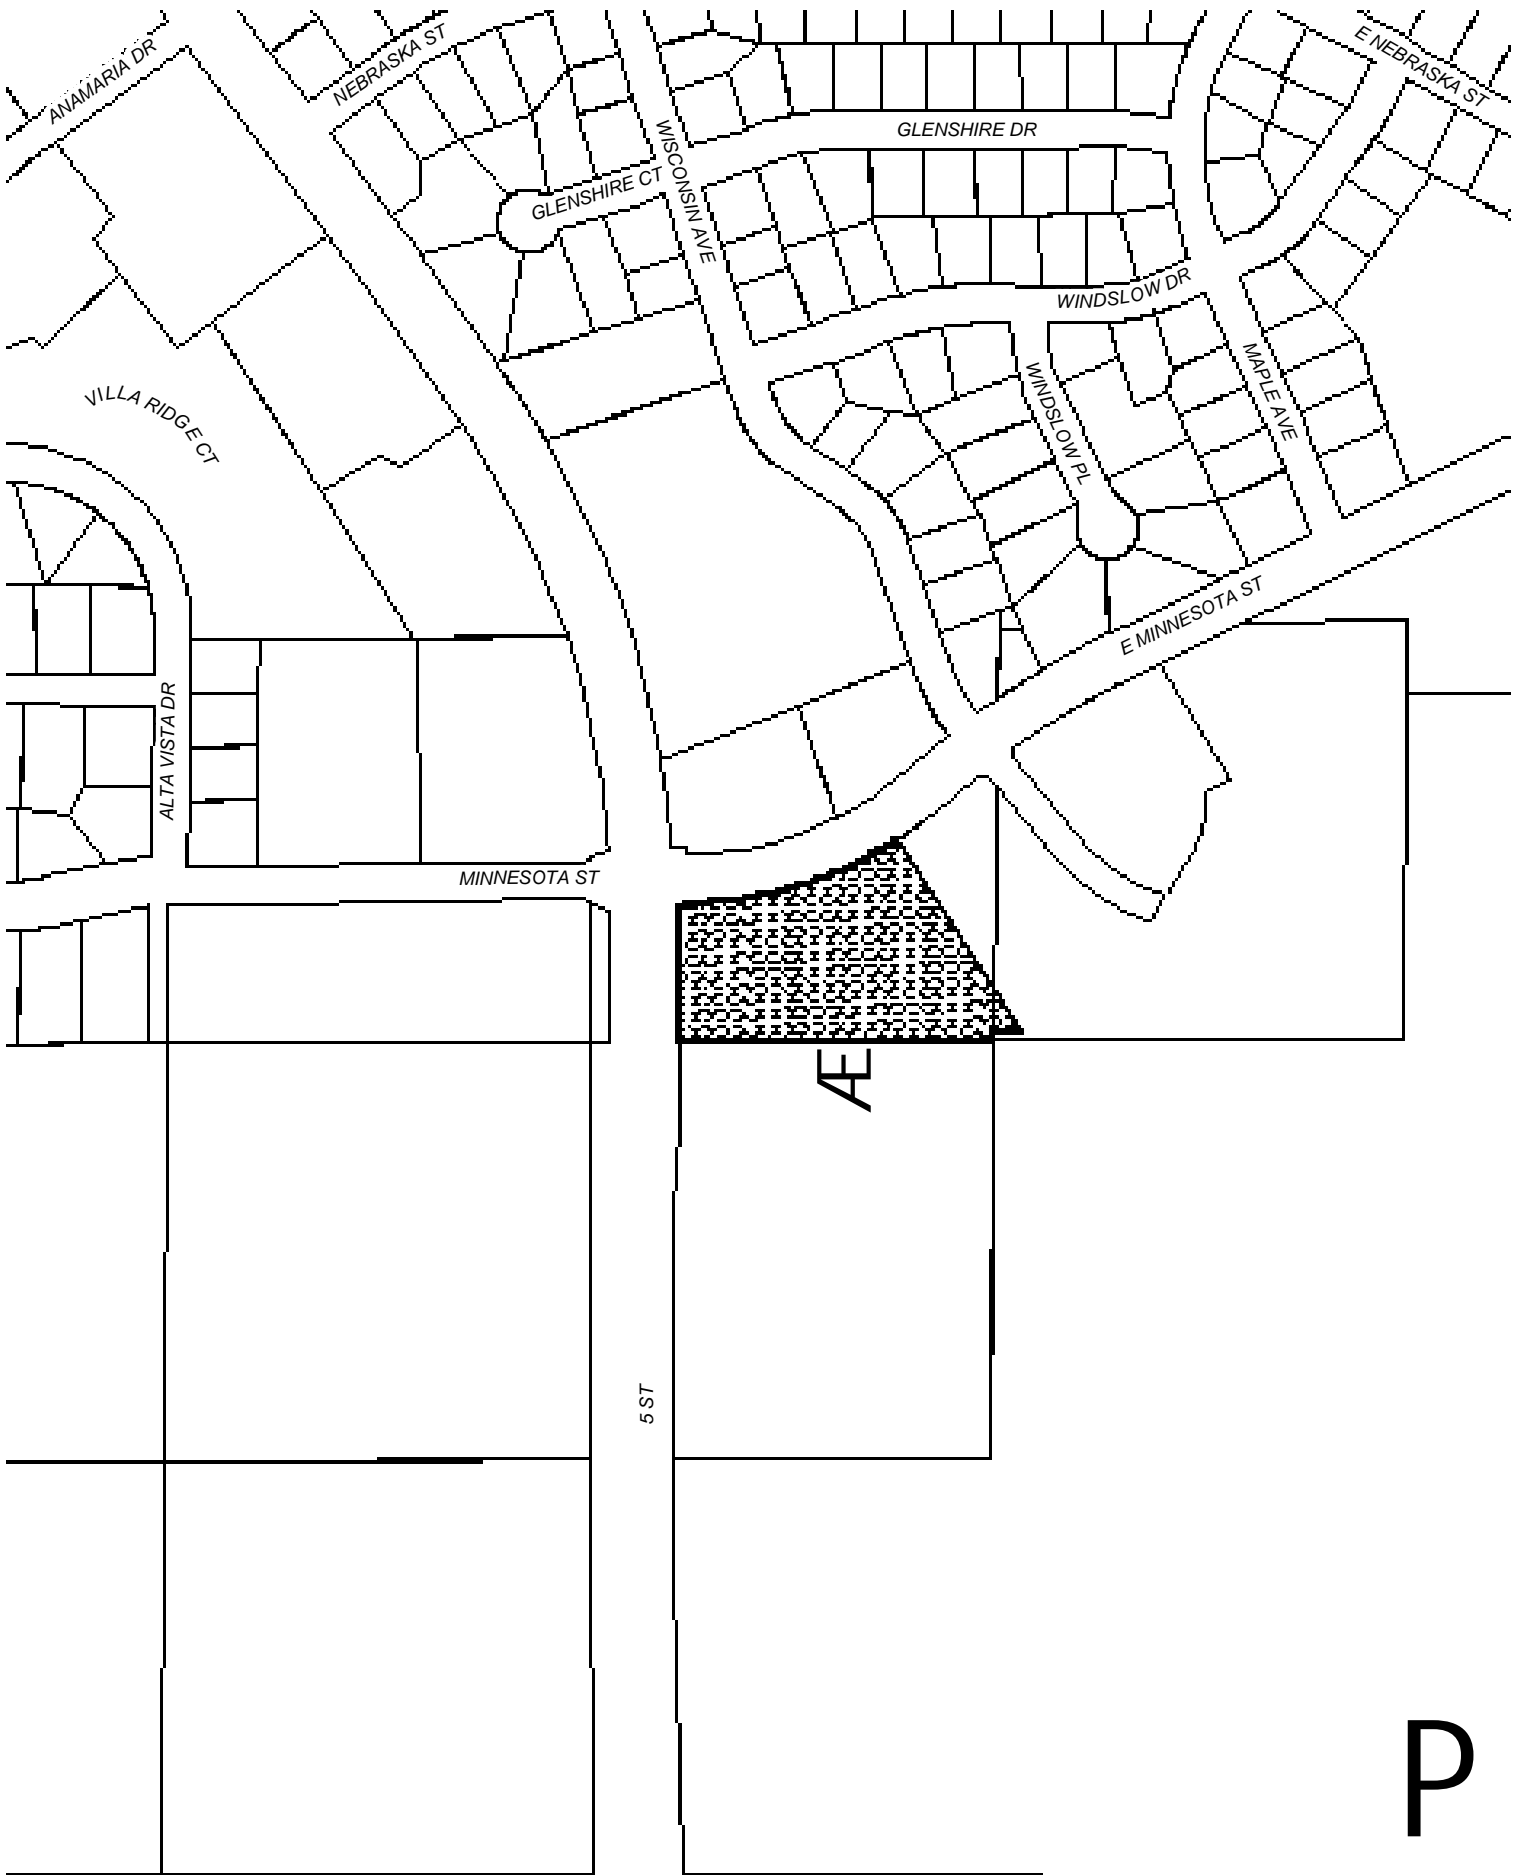 ANAMARIA DR
NEBRASKA ST
E NEBRASKA ST
GLENSHIRE DR
WISCONSIN AVE
GLENSHIRE CT
WINDSLOW DR
VILLA RIDGE CT
WINDSLOW PL
MAPLE AVE
E MINNESOTA ST
ALTA VISTA DR
MINNESOTA ST
Æ
5 ST
P